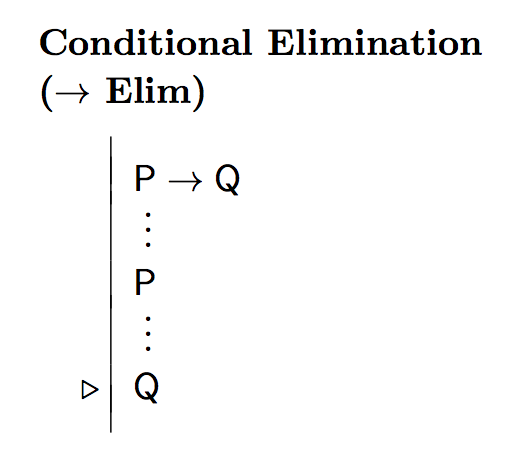 Conditional Elimination
(→ Elim)
P → Q
⋮
P
⋮
▷ Q